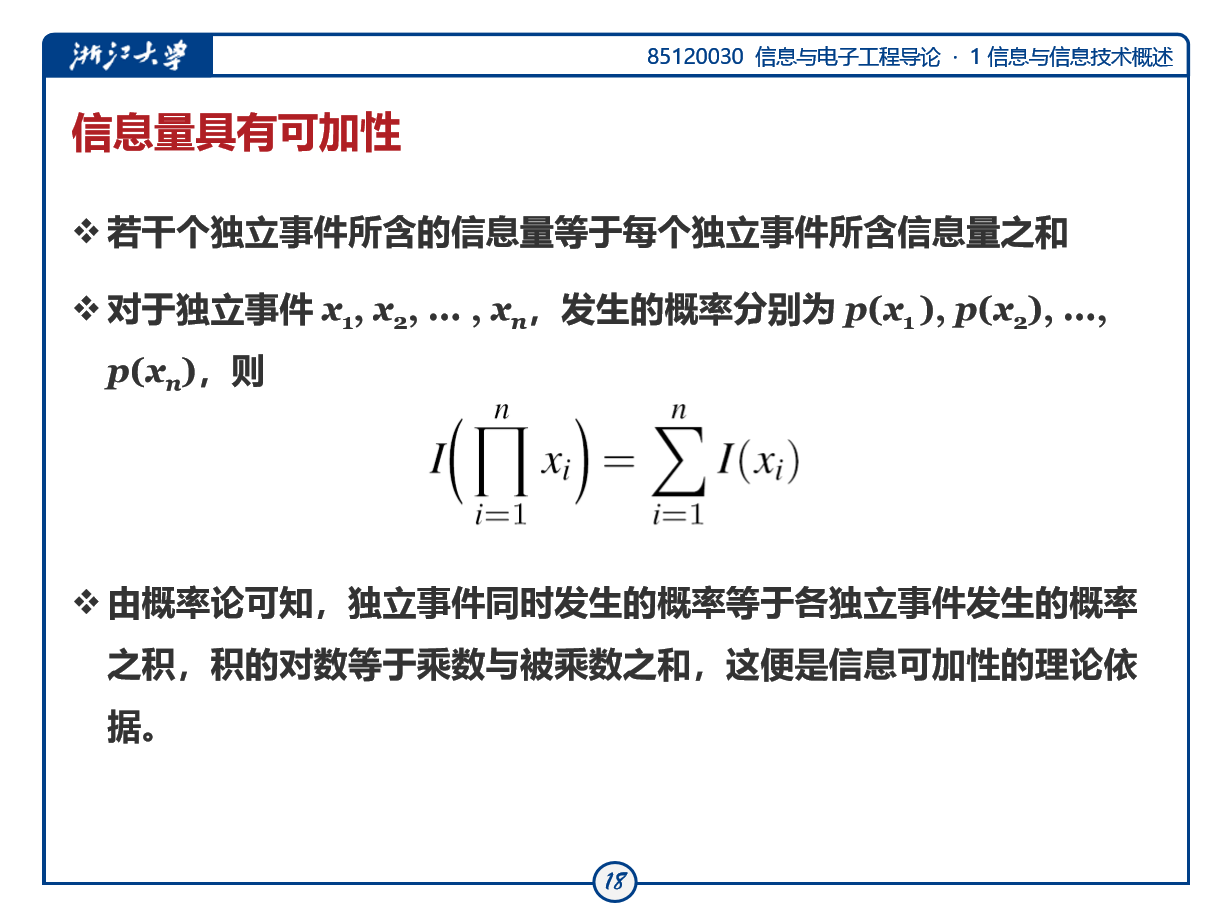 浙江大学
85120030 信息与电子工程导论 · 1 信息与信息技术概述
信息量具有可加性
❖ 若干个独立事件所含的信息量等于每个独立事件所含信息量之和
❖ 对于独立事件 x₁, x₂, … , xₙ，发生的概率分别为 p(x₁), p(x₂), …,
p(xₙ)，则
I(∏_{i=1}^{n} x_i) = ∑_{i=1}^{n} I(x_i)
❖ 由概率论可知，独立事件同时发生的概率等于各独立事件发生的概率
之积，积的对数等于乘数与被乘数之和，这便是信息可加性的理论依
据。
18